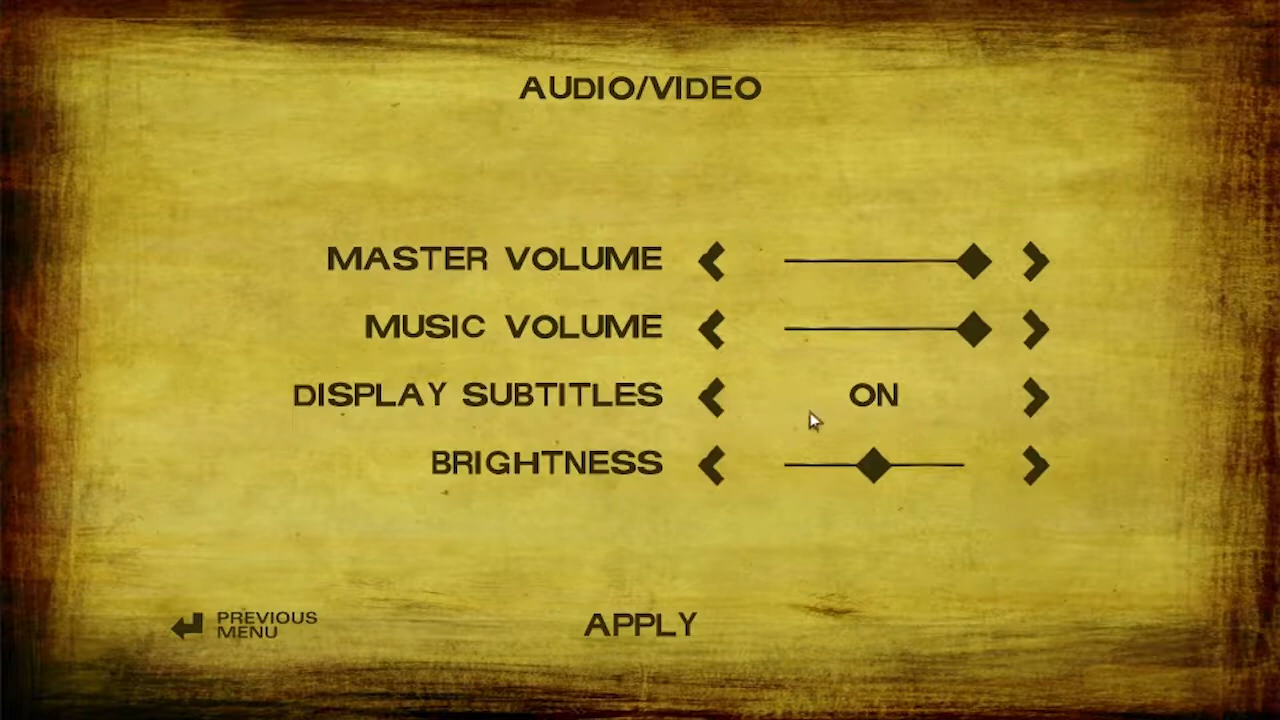 AUDIO/VIDEO
MASTER VOLUME
MUSIC VOLUME
DISPLAY SUBTITLES ON
BRIGHTNESS
PREVIOUS
MENU
APPLY